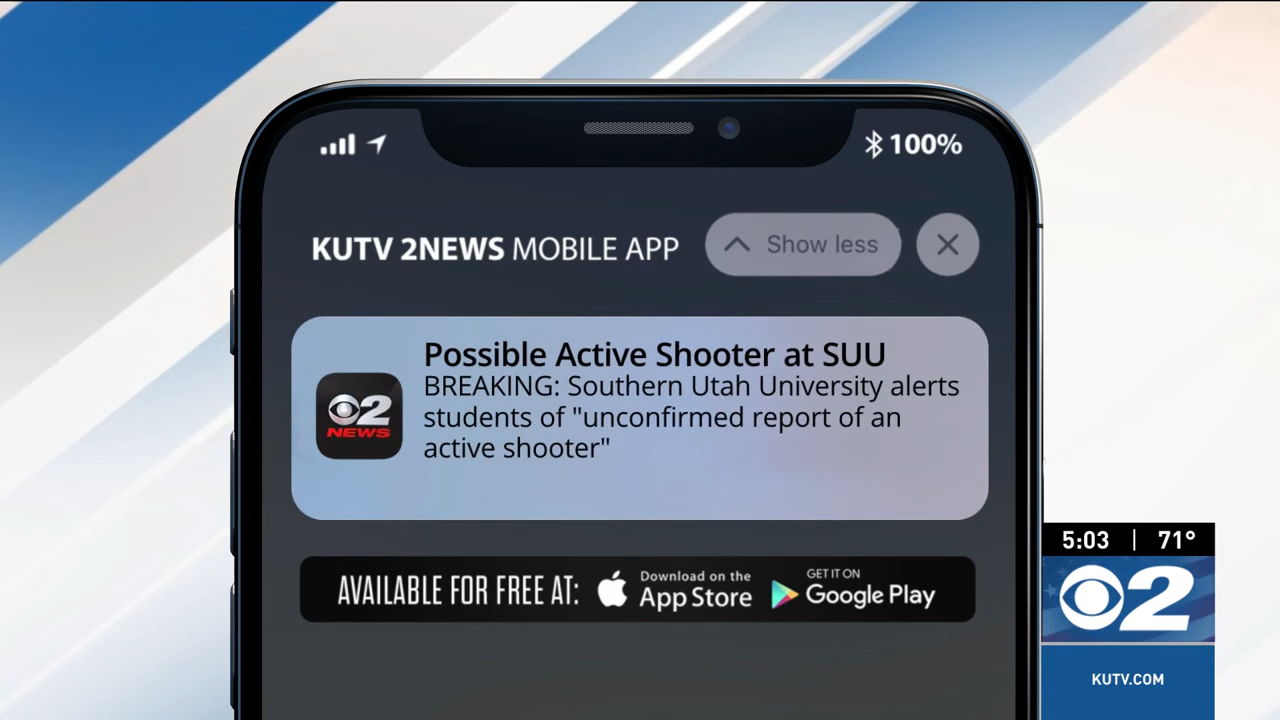 100%
KUTV 2NEWS MOBILE APP
Show less
Possible Active Shooter at SUU
BREAKING: Southern Utah University alerts
students of "unconfirmed report of an
active shooter"
2
NEWS
AVAILABLE FOR FREE AT:
Download on the
App Store
GET IT ON
Google Play
5:03 | 71°
2
KUTV.COM